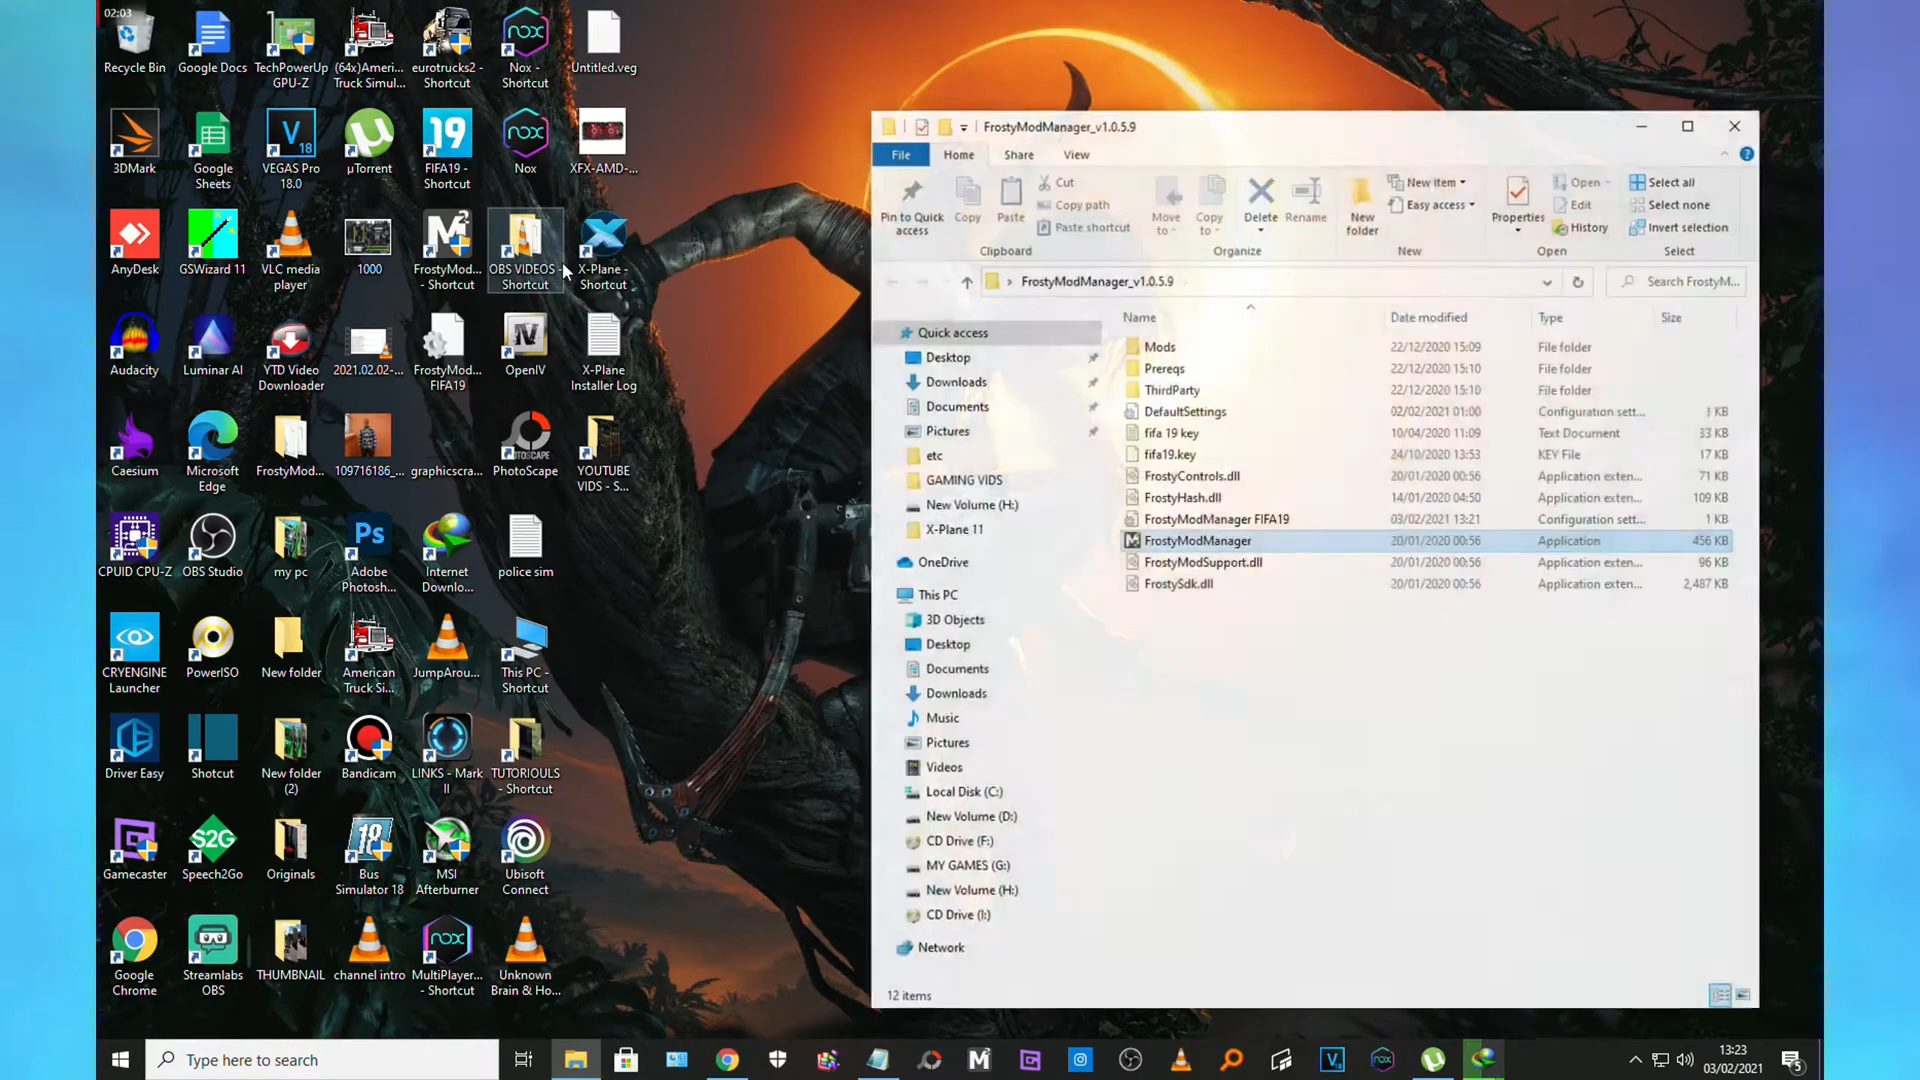 02:03
Recycle Bin
Google Docs
TechPowerUp
GPU-Z
(64x)Ameri...
Truck Simul...
eurotrucks2 -
Shortcut
nox
Nox -
Shortcut
Untitled.veg
3DMark
Google
Sheets
V
18
VEGAS Pro
18.0
µTorrent
19
FIFA19 -
Shortcut
nox
Nox
XFX-AMD-...
AnyDesk
GSWizard 11
VLC media
player
1000
FrostyMod...
- Shortcut
OBS VIDEOS -
Shortcut
X-Plane -
Shortcut
Audacity
Luminar AI
YTD Video
Downloader
2021.02.02-...
FrostyMod...
FIFA19
IV
OpenIV
X-Plane
Installer Log
Caesium
Microsoft
Edge
FrostyMod...
109716186_...
graphicscra...
PHOTOSCAPE
PhotoScape
YOUTUBE
VIDS - S...
CPUID CPU-Z
OBS Studio
my pc
Ps
Adobe
Photosh...
Internet
Downlo...
police sim
CRYENGINE
Launcher
PowerISO
New folder
American
Truck Si...
JumpArou...
This PC -
Shortcut
Driver Easy
Shotcut
New folder
(2)
Bandicam
LINKS - Mark
II
TUTORIOULS
- Shortcut
Gamecaster
S2G
Speech2Go
Originals
18
Bus
Simulator 18
MSI
Afterburner
Ubisoft
Connect
Google
Chrome
Streamlabs
OBS
THUMBNAIL
channel intro
nox
MultiPlayer...
- Shortcut
Unknown
Brain & Ho...
FrostyModManager_v1.0.5.9
File
Home
Share
View
Pin to Quick
access
Copy
Paste
Cut
Copy path
Paste shortcut
Move
to
Copy
to
Delete
Rename
New
folder
New item
Easy access
Properties
Open
Edit
History
Select all
Select none
Invert selection
Clipboard
Organize
New
Open
Select
FrostyModManager_v1.0.5.9
Search FrostyM...
Name
Date modified
Type
Size
Quick access
Desktop
Downloads
Documents
Pictures
etc
GAMING VIDS
New Volume (H:)
X-Plane 11
OneDrive
This PC
3D Objects
Desktop
Documents
Downloads
Music
Pictures
Videos
Local Disk (C:)
New Volume (D:)
CD Drive (F:)
MY GAMES (G:)
New Volume (H:)
CD Drive (I:)
Network
Mods 22/12/2020 15:09 File folder
Prereqs 22/12/2020 15:10 File folder
ThirdParty 22/12/2020 15:10 File folder
DefaultSettings 02/02/2021 01:00 Configuration sett... 1 KB
fifa 19 key 10/04/2020 11:09 Text Document 33 KB
fifa19.key 24/10/2020 13:53 KEY File 17 KB
FrostyControls.dll 20/01/2020 00:56 Application exten... 71 KB
FrostyHash.dll 14/01/2020 04:50 Application exten... 109 KB
FrostyModManager FIFA19 03/02/2021 13:21 Configuration sett... 1 KB
FrostyModManager 20/01/2020 00:56 Application 456 KB
FrostyModSupport.dll 20/01/2020 00:56 Application exten... 96 KB
FrostySdk.dll 20/01/2020 00:56 Application exten... 2,487 KB
12 items
Type here to search
13:23
03/02/2021
5